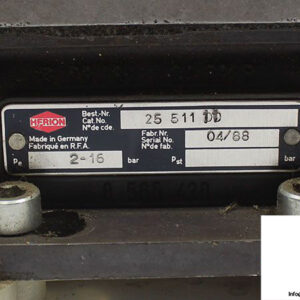 HERION
Made in Germany
Fabriqué en R.F.A.
Best.-Nr.
Cat. No.
N° de cde.
25 511 00
Fabr. Nr.
Serial No.
N° de fab.
04/88
Pe 2-16 bar Pst bar